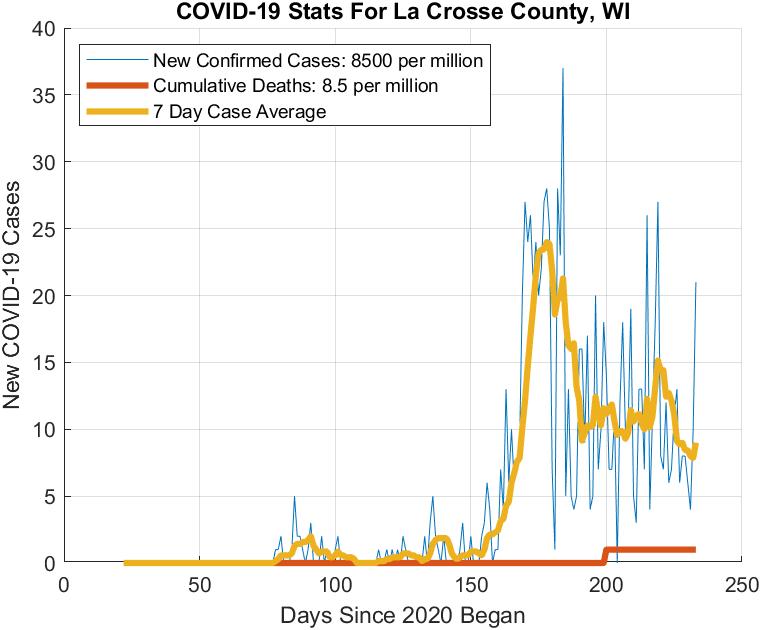 COVID-19 Stats For La Crosse County, WI
New Confirmed Cases: 8500 per million
Cumulative Deaths: 8.5 per million
7 Day Case Average
New COVID-19 Cases
40
35
30
25
20
15
10
5
0
0 50 100 150 200 250
Days Since 2020 Began